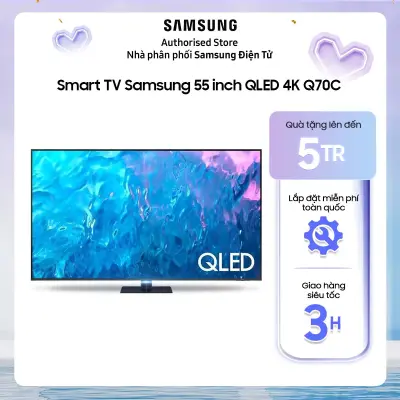 SAMSUNG
Authorised Store
Nhà phân phối Samsung Điện Tử
Smart TV Samsung 55 inch QLED 4K Q70C
Quà tặng lên đến
5TR
Lắp đặt miễn phí
toàn quốc
Giao hàng
siêu tốc
3H
QLED